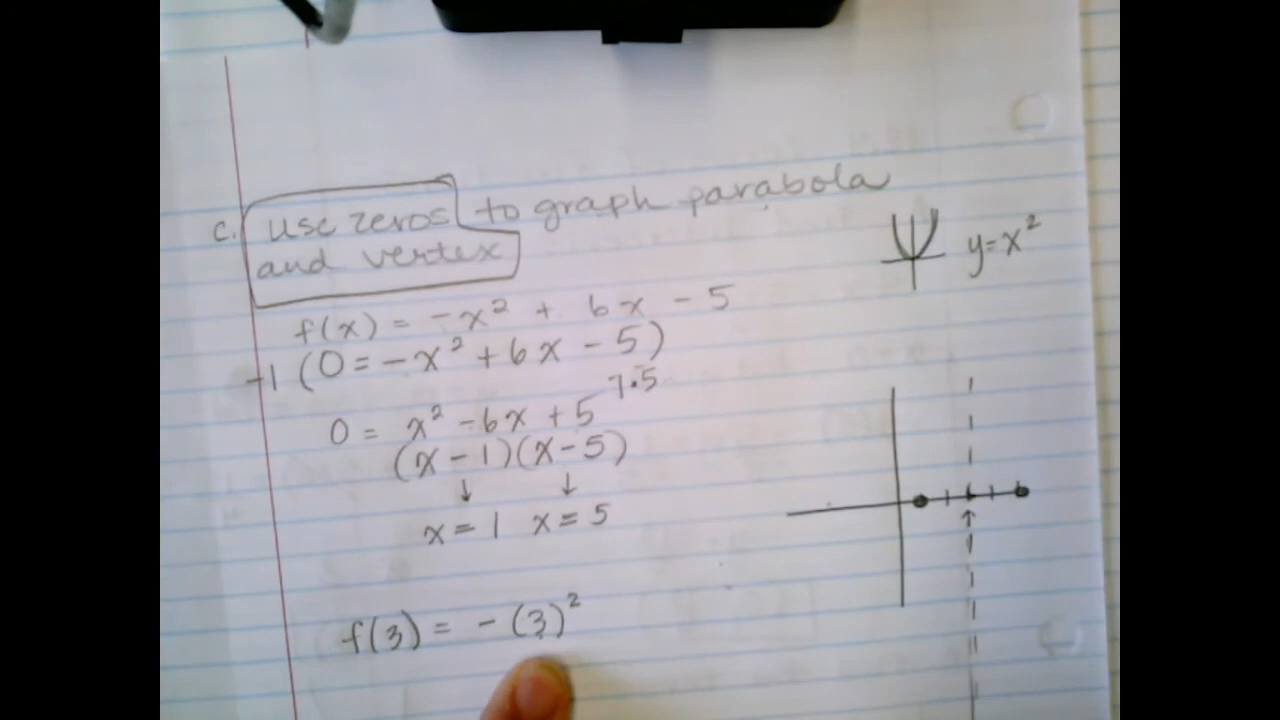 c. use zeros to graph parabola
and vertex
y=x²
f(x) = -x² + 6x - 5
-1 (0 = -x² + 6x - 5)
1·5
0 = x² - 6x + 5
(x - 1)(x - 5)
↓ ↓
x = 1 x = 5
f(3) = - (3)²